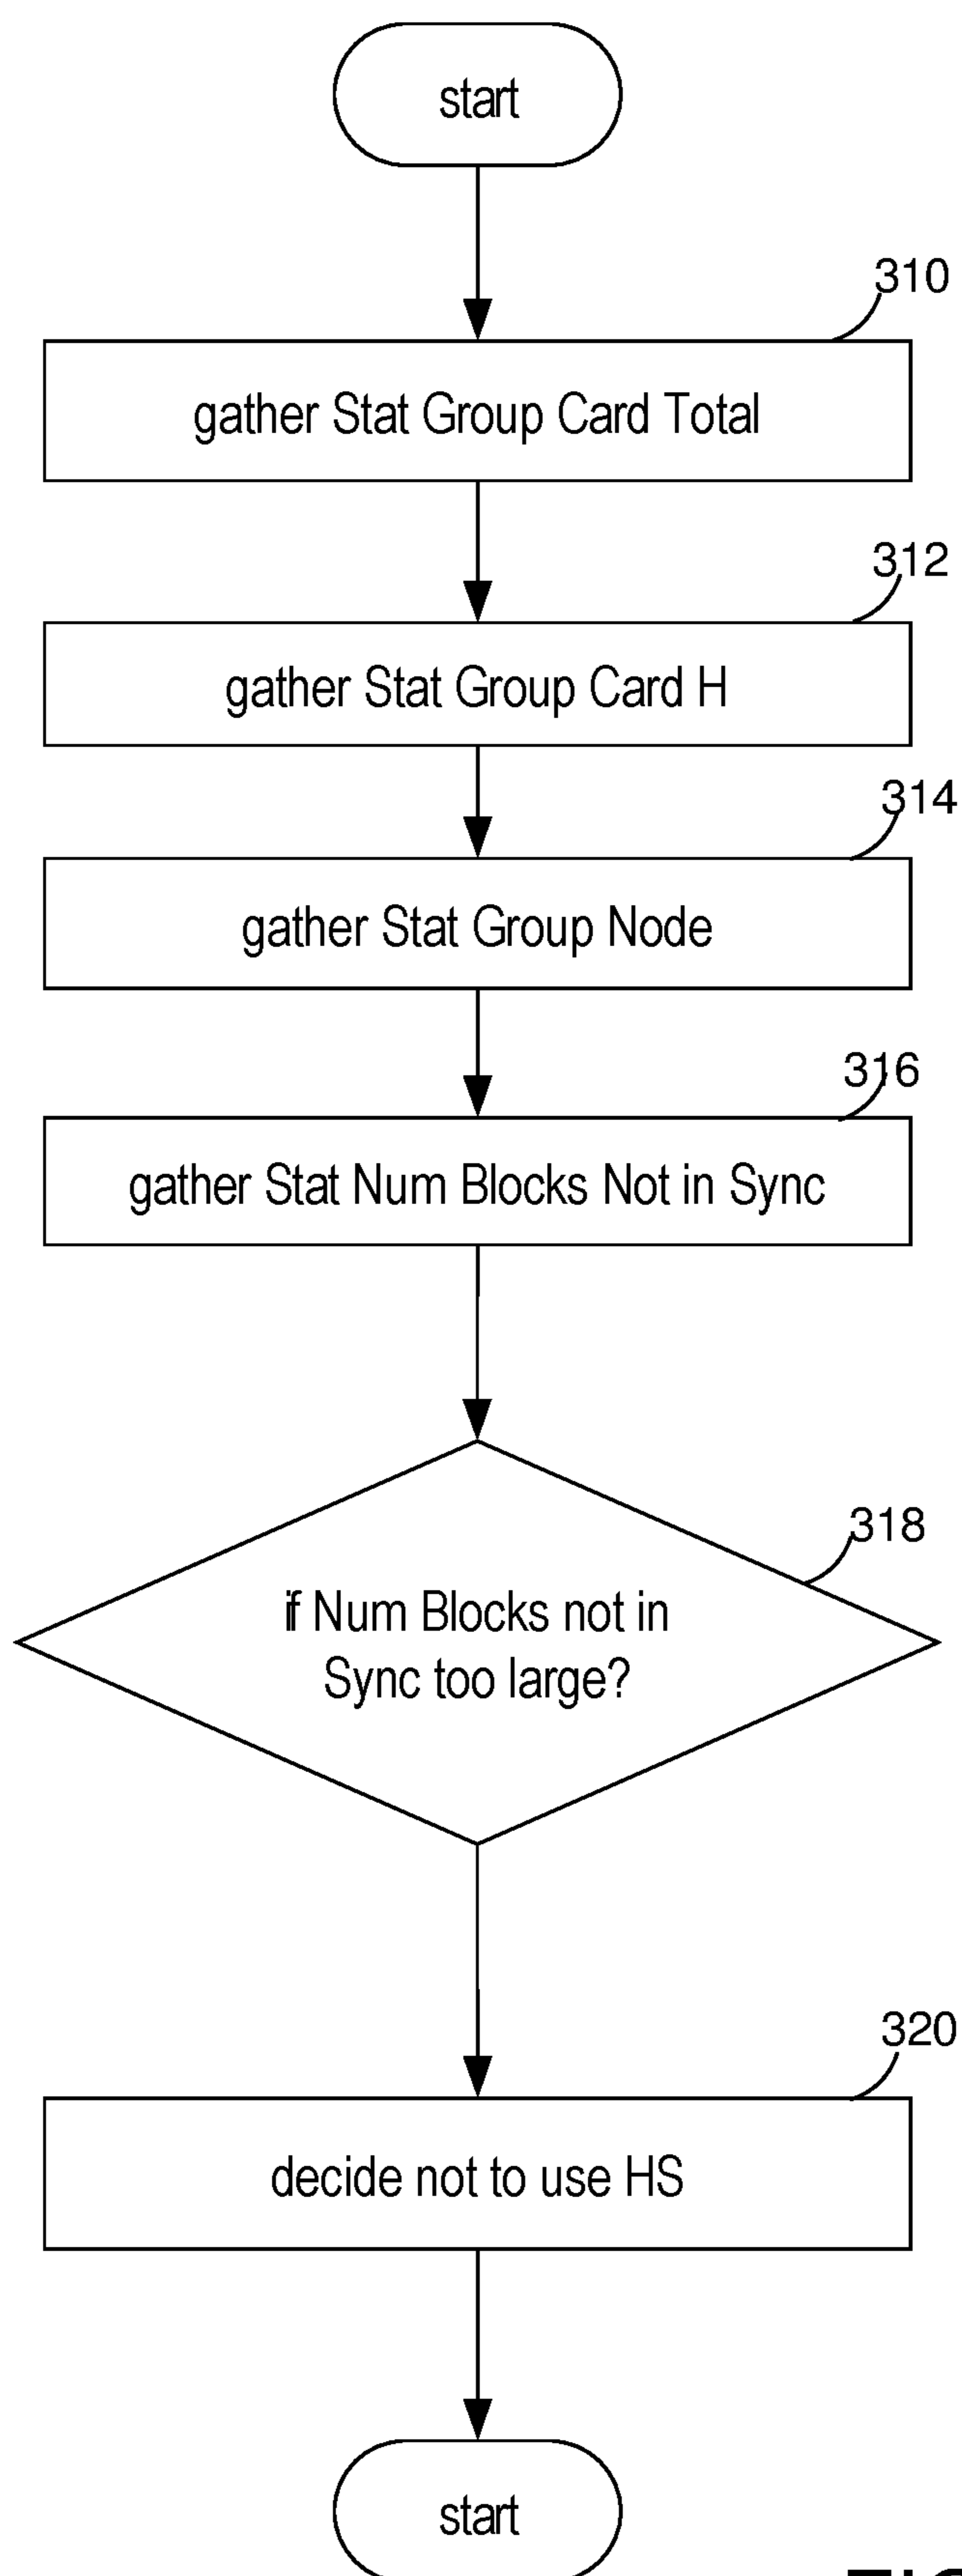 start
310
gather Stat Group Card Total
312
gather Stat Group Card H
314
gather Stat Group Node
316
gather Stat Num Blocks Not in Sync
318
if Num Blocks not in
Sync too large?
320
decide not to use HS
start